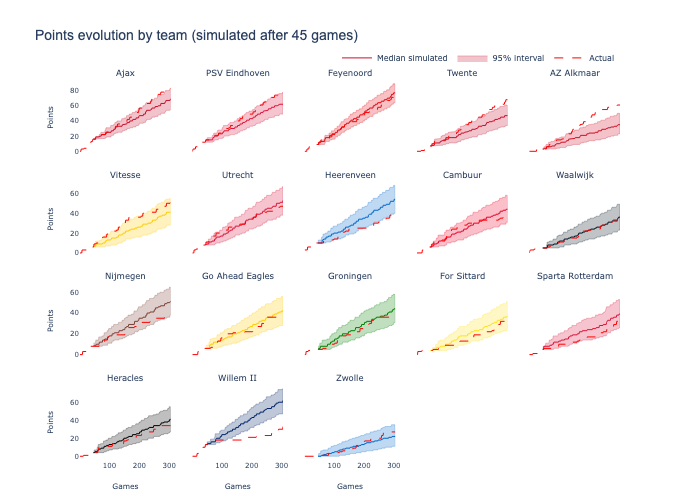 Points evolution by team (simulated after 45 games)
Median simulated 95% interval Actual
Ajax PSV Eindhoven Feyenoord Twente AZ Alkmaar
80
60
40
20
0
Points
Vitesse Utrecht Heerenveen Cambuur Waalwijk
60
40
20
0
Points
Nijmegen Go Ahead Eagles Groningen For Sittard Sparta Rotterdam
60
40
20
0
Points
Heracles Willem II Zwolle
60
40
20
0
Points
100 200 300 100 200 300 100 200 300
Games Games Games